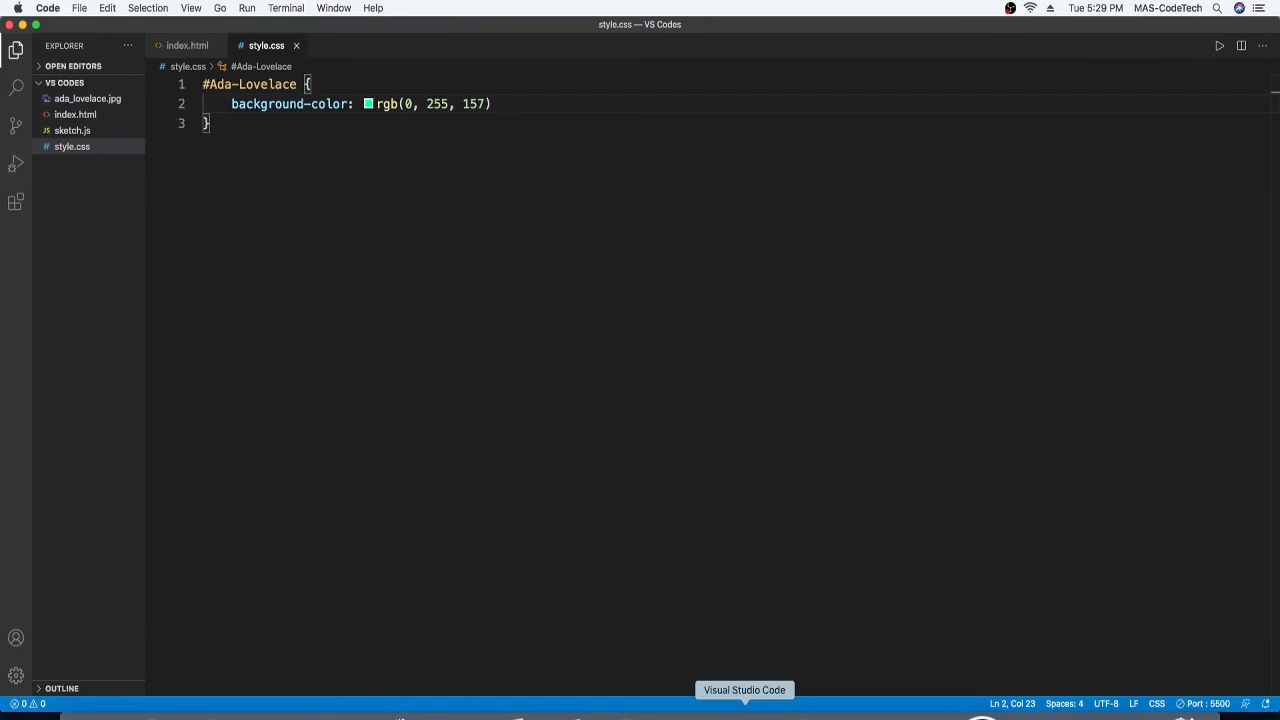 Code File Edit Selection View Go Run Terminal Window Help Tue 5:29 PM MAS-CodeTech
style.css — VS Codes
EXPLORER
index.html
style.css
OPEN EDITORS
style.css > #Ada-Lovelace
VS CODES
ada_lovelace.jpg
index.html
JS sketch.js
# style.css
1 #Ada-Lovelace {
2 background-color: rgb(0, 255, 157)
3 }
OUTLINE
Visual Studio Code
0 0 Ln 2, Col 23 Spaces: 4 UTF-8 LF CSS Port : 5500